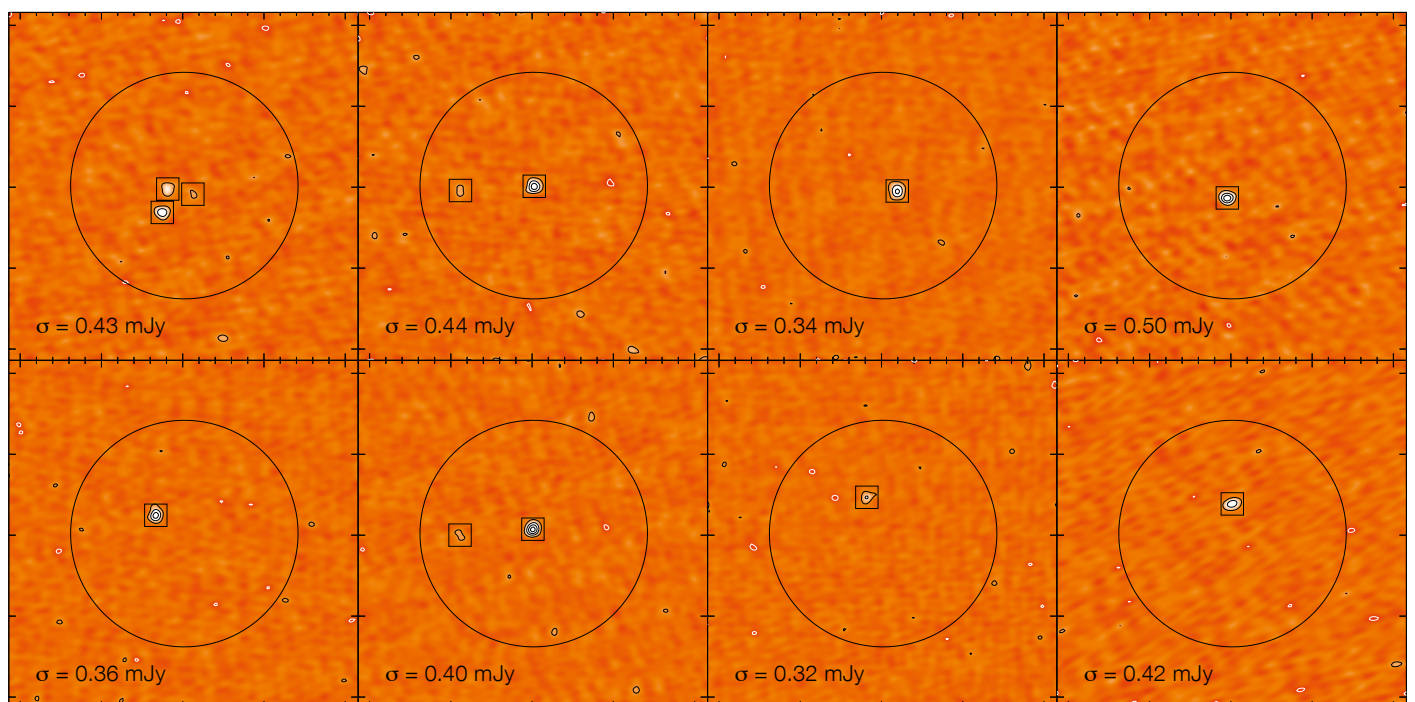 σ = 0.43 mJy
σ = 0.44 mJy
σ = 0.34 mJy
σ = 0.50 mJy
σ = 0.36 mJy
σ = 0.40 mJy
σ = 0.32 mJy
σ = 0.42 mJy